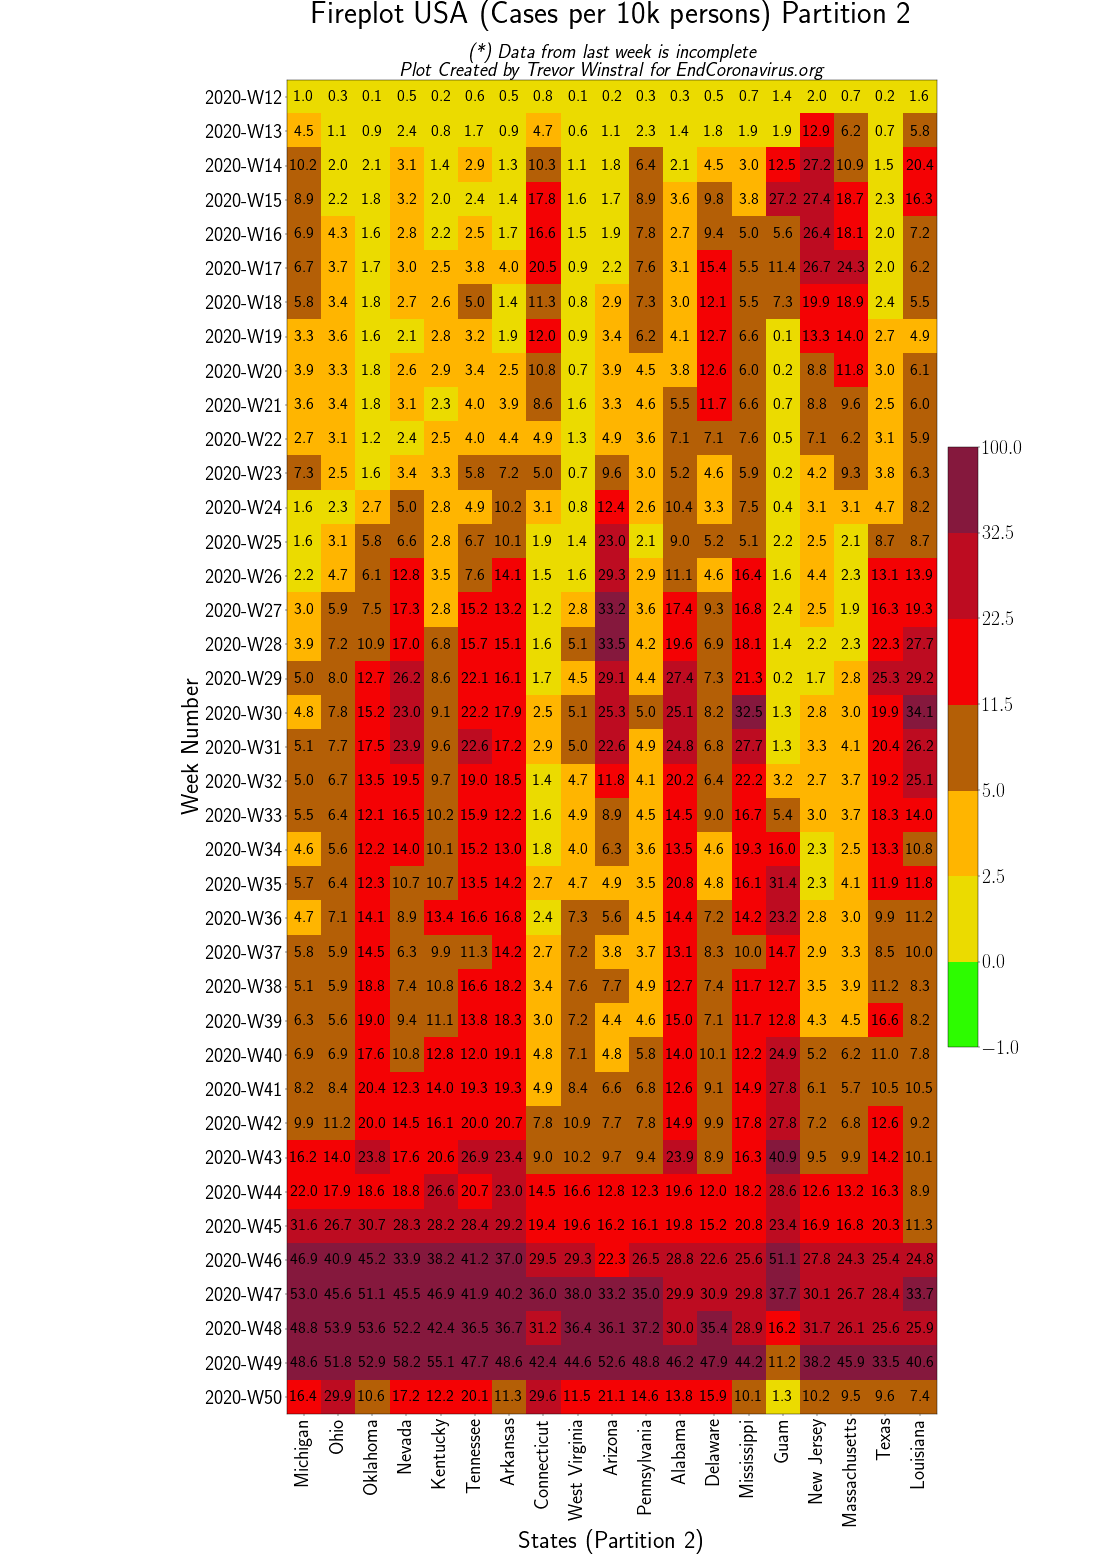 Fireplot USA (Cases per 10k persons) Partition 2
(*) Data from last week is incomplete
Plot Created by Trevor Winstral for EndCoronavirus.org
2020-W12 1.0 0.3 0.1 0.5 0.2 0.6 0.5 0.8 0.1 0.2 0.3 0.3 0.5 0.7 1.4 2.0 0.7 0.2 1.6
2020-W13 4.5 1.1 0.9 2.4 0.8 1.7 0.9 4.7 0.6 1.1 2.3 1.4 1.8 1.9 1.9 12.9 6.2 0.7 5.8
2020-W14 10.2 2.0 2.1 3.1 1.4 2.9 1.3 10.3 1.1 1.8 6.4 2.1 4.5 3.0 12.5 27.2 10.9 1.5 20.4
2020-W15 8.9 2.2 1.8 3.2 2.0 2.4 1.4 17.8 1.6 1.7 8.9 3.6 9.8 3.8 27.2 27.4 18.7 2.3 16.3
2020-W16 6.9 4.3 1.6 2.8 2.2 2.5 1.7 16.6 1.5 1.9 7.8 2.7 9.4 5.0 5.6 26.4 18.1 2.0 7.2
2020-W17 6.7 3.7 1.7 3.0 2.5 3.8 4.0 20.5 0.9 2.2 7.6 3.1 15.4 5.5 11.4 26.7 24.3 2.0 6.2
2020-W18 5.8 3.4 1.8 2.7 2.6 5.0 1.4 11.3 0.8 2.9 7.3 3.0 12.1 5.5 7.3 19.9 18.9 2.4 5.5
2020-W19 3.3 3.6 1.6 2.1 2.8 3.2 1.9 12.0 0.9 3.4 6.2 4.1 12.7 6.6 0.1 13.3 14.0 2.7 4.9
2020-W20 3.9 3.3 1.8 2.6 2.9 3.4 2.5 10.8 0.7 3.9 4.5 3.8 12.6 6.0 0.2 8.8 11.8 3.0 6.1
2020-W21 3.6 3.4 1.8 3.1 2.3 4.0 3.9 8.6 1.6 3.3 4.6 5.5 11.7 6.6 0.7 8.8 9.6 2.5 6.0
2020-W22 2.7 3.1 1.2 2.4 2.5 4.0 4.4 4.9 1.3 4.9 3.6 7.1 7.1 7.6 0.5 7.1 6.2 3.1 5.9
2020-W23 7.3 2.5 1.6 3.4 3.3 5.8 7.2 5.0 0.7 9.6 3.0 5.2 4.6 5.9 0.2 4.2 9.3 3.8 6.3
2020-W24 1.6 2.3 2.7 5.0 2.8 4.9 10.2 3.1 0.8 12.4 2.6 10.4 3.3 7.5 0.4 3.1 3.1 4.7 8.2
2020-W25 1.6 3.1 5.8 6.6 2.8 6.7 10.1 1.9 1.4 23.0 2.1 9.0 5.2 5.1 2.2 2.5 2.1 8.7 8.7
2020-W26 2.2 4.7 6.1 12.8 3.5 7.6 14.1 1.5 1.6 29.3 2.9 11.1 4.6 16.4 1.6 4.4 2.3 13.1 13.9
2020-W27 3.0 5.9 7.5 17.3 2.8 15.2 13.2 1.2 2.8 33.2 3.6 17.4 9.3 16.8 2.4 2.5 1.9 16.3 19.3
2020-W28 3.9 7.2 10.9 17.0 6.8 15.7 15.1 1.6 5.1 33.5 4.2 19.6 6.9 18.1 1.4 2.2 2.3 22.3 27.7
2020-W29 5.0 8.0 12.7 26.2 8.6 22.1 16.1 1.7 4.5 29.1 4.4 27.4 7.3 21.3 0.2 1.7 2.8 25.3 29.2
2020-W30 4.8 7.8 15.2 23.0 9.1 22.2 17.9 2.5 5.1 25.3 5.0 25.1 8.2 32.5 1.3 2.8 3.0 19.9 34.1
2020-W31 5.1 7.7 17.5 23.9 9.6 22.6 17.2 2.9 5.0 22.6 4.9 24.8 6.8 27.7 1.3 3.3 4.1 20.4 26.2
2020-W32 5.0 6.7 13.5 19.5 9.7 19.0 18.5 1.4 4.7 11.8 4.1 20.2 6.4 22.2 3.2 2.7 3.7 19.2 25.1
2020-W33 5.5 6.4 12.1 16.5 10.2 15.9 12.2 1.6 4.9 8.9 4.5 14.5 9.0 16.7 5.4 3.0 3.7 18.3 14.0
2020-W34 4.6 5.6 12.2 14.0 10.1 15.2 13.0 1.8 4.0 6.3 3.6 13.5 4.6 19.3 16.0 2.3 2.5 13.3 10.8
2020-W35 5.7 6.4 12.3 10.7 10.7 13.5 14.2 2.7 4.7 4.9 3.5 20.8 4.8 16.1 31.4 2.3 4.1 11.9 11.8
2020-W36 4.7 7.1 14.1 8.9 13.4 16.6 16.8 2.4 7.3 5.6 4.5 14.4 7.2 14.2 23.2 2.8 3.0 9.9 11.2
2020-W37 5.8 5.9 14.5 6.3 9.9 11.3 14.2 2.7 7.2 3.8 3.7 13.1 8.3 10.0 14.7 2.9 3.3 8.5 10.0
2020-W38 5.1 5.9 18.8 7.4 10.8 16.6 18.2 3.4 7.6 7.7 4.9 12.7 7.4 11.7 12.7 3.5 3.9 11.2 8.3
2020-W39 6.3 5.6 19.0 9.4 11.1 13.8 18.3 3.0 7.2 4.4 4.6 15.0 7.1 11.7 12.8 4.3 4.5 16.6 8.2
2020-W40 6.9 6.9 17.6 10.8 12.8 12.0 19.1 4.8 7.1 4.8 5.8 14.0 10.1 12.2 24.9 5.2 6.2 11.0 7.8
2020-W41 8.2 8.4 20.4 12.3 14.0 19.3 19.3 4.9 8.4 6.6 6.8 12.6 9.1 14.9 27.8 6.1 5.7 10.5 10.5
2020-W42 9.9 11.2 20.0 14.5 16.1 20.0 20.7 7.8 10.9 7.7 7.8 14.9 9.9 17.8 27.8 7.2 6.8 12.6 9.2
2020-W43 16.2 14.0 23.8 17.6 20.6 26.9 23.4 9.0 10.2 9.7 9.4 23.9 8.9 16.3 40.9 9.5 9.9 14.2 10.1
2020-W44 22.0 17.9 18.6 18.8 26.6 20.7 23.0 14.5 16.6 12.8 12.3 19.6 12.0 18.2 28.6 12.6 13.2 16.3 8.9
2020-W45 31.6 26.7 30.7 28.3 28.2 28.4 29.2 19.4 19.6 16.2 16.1 19.8 15.2 20.8 23.4 16.9 16.8 20.3 11.3
2020-W46 46.9 40.9 45.2 33.9 38.2 41.2 37.0 29.5 29.3 22.3 26.5 28.8 22.6 25.6 51.1 27.8 24.3 25.4 24.8
2020-W47 53.0 45.6 51.1 45.5 46.9 41.9 40.2 36.0 38.0 33.2 35.0 29.9 30.9 29.8 37.7 30.1 26.7 28.4 33.7
2020-W48 48.8 53.9 53.6 52.2 42.4 36.5 36.7 31.2 36.4 36.1 37.2 30.0 35.4 28.9 16.2 31.7 26.1 25.6 25.9
2020-W49 48.6 51.8 52.9 58.2 55.1 47.7 48.6 42.4 44.6 52.6 48.8 46.2 47.9 44.2 11.2 38.2 45.9 33.5 40.6
2020-W50 16.4 29.9 10.6 17.2 12.2 20.1 11.3 29.6 11.5 21.1 14.6 13.8 15.9 10.1 1.3 10.2 9.5 9.6 7.4
Michigan
Ohio
Oklahoma
Nevada
Kentucky
Tennessee
Arkansas
Connecticut
West Virginia
Arizona
Pennsylvania
Alabama
Delaware
Mississippi
Guam
New Jersey
Massachusetts
Texas
Louisiana
States (Partition 2)
Week Number
100.0
32.5
22.5
11.5
5.0
2.5
0.0
−1.0